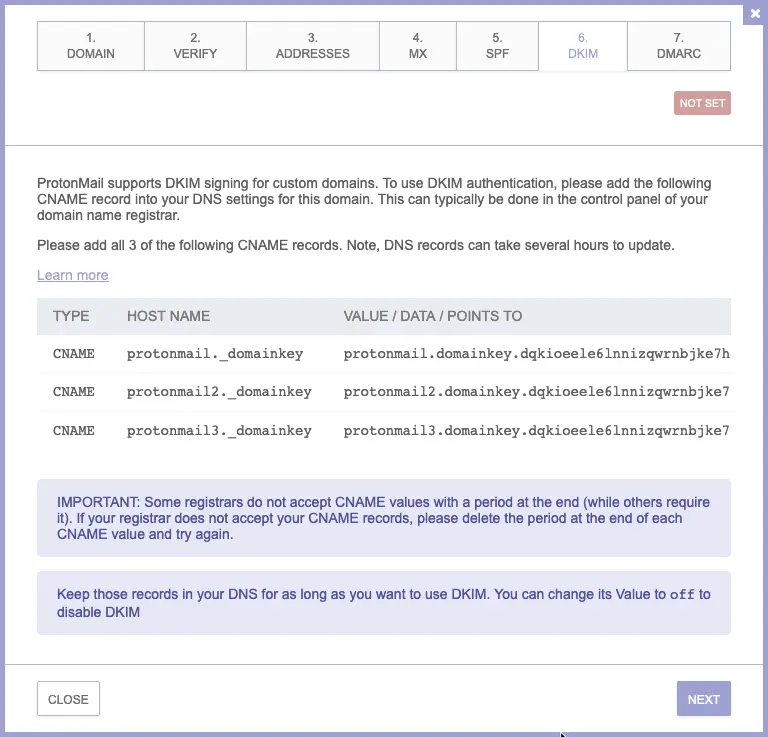 1. DOMAIN
2. VERIFY
3. ADDRESSES
4. MX
5. SPF
6. DKIM
7. DMARC
NOT SET
ProtonMail supports DKIM signing for custom domains. To use DKIM authentication, please add the following
CNAME record into your DNS settings for this domain. This can typically be done in the control panel of your
domain name registrar.
Please add all 3 of the following CNAME records. Note, DNS records can take several hours to update.
Learn more
TYPE HOST NAME VALUE / DATA / POINTS TO
CNAME protonmail._domainkey protonmail.domainkey.dqkioeele6lnnizqwrnbjke7h
CNAME protonmail2._domainkey protonmail2.domainkey.dqkioeele6lnnizqwrnbjke7
CNAME protonmail3._domainkey protonmail3.domainkey.dqkioeele6lnnizqwrnbjke7
IMPORTANT: Some registrars do not accept CNAME values with a period at the end (while others require
it). If your registrar does not accept your CNAME records, please delete the period at the end of each
CNAME value and try again.
Keep those records in your DNS for as long as you want to use DKIM. You can change its Value to off to
disable DKIM
CLOSE
NEXT